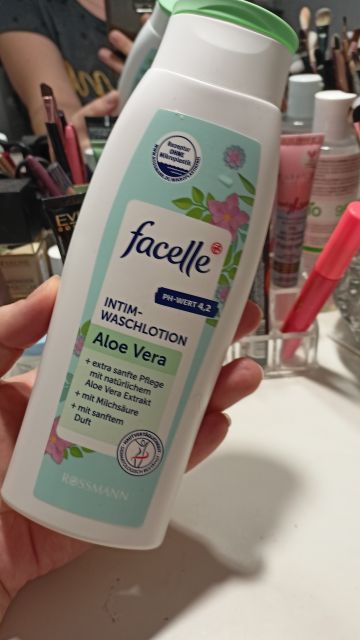 Rezeptur
OHNE
Mikroplastik
facelle
PH-WERT 4,2
INTIM-
WASCHLOTION
Aloe Vera
+ extra sanfte Pflege
mit natürlichem
Aloe Vera Extrakt
+ mit Milchsäure
+ mit sanftem
Duft
ROSSMANN